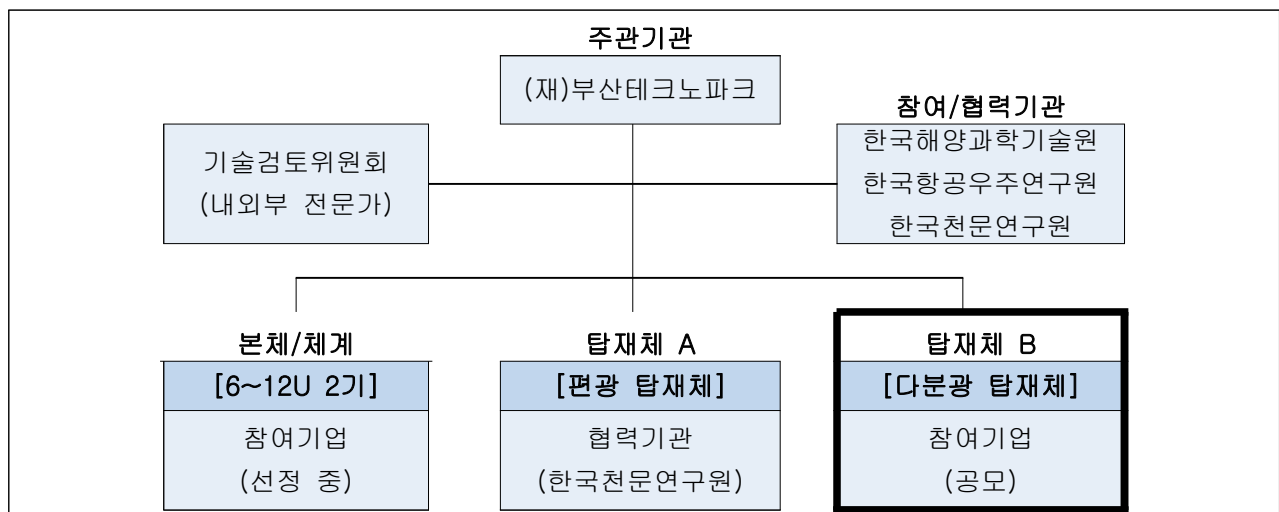 주관기관
(재)부산테크노파크
기술검토위원회
(내외부 전문가)
참여/협력기관
한국해양과학기술원
한국항공우주연구원
한국천문연구원
본체/체계
[6~12U 2기]
참여기업
(선정 중)
탑재체 A
[편광 탑재체]
협력기관
(한국천문연구원)
탑재체 B
[다분광 탑재체]
참여기업
(공모)